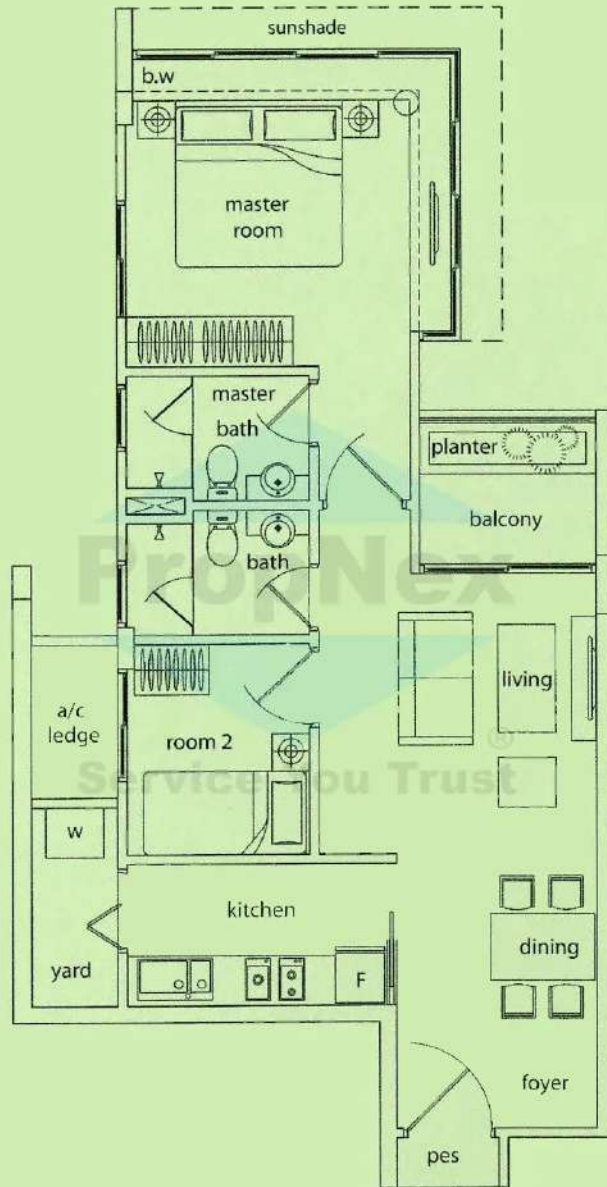 sunshade
b.w
master
room
master
bath
planter
balcony
bath
PropNex
living
a/c
ledge
room 2
®
Service You Trust
W
kitchen
dining
yard
F
foyer
pes